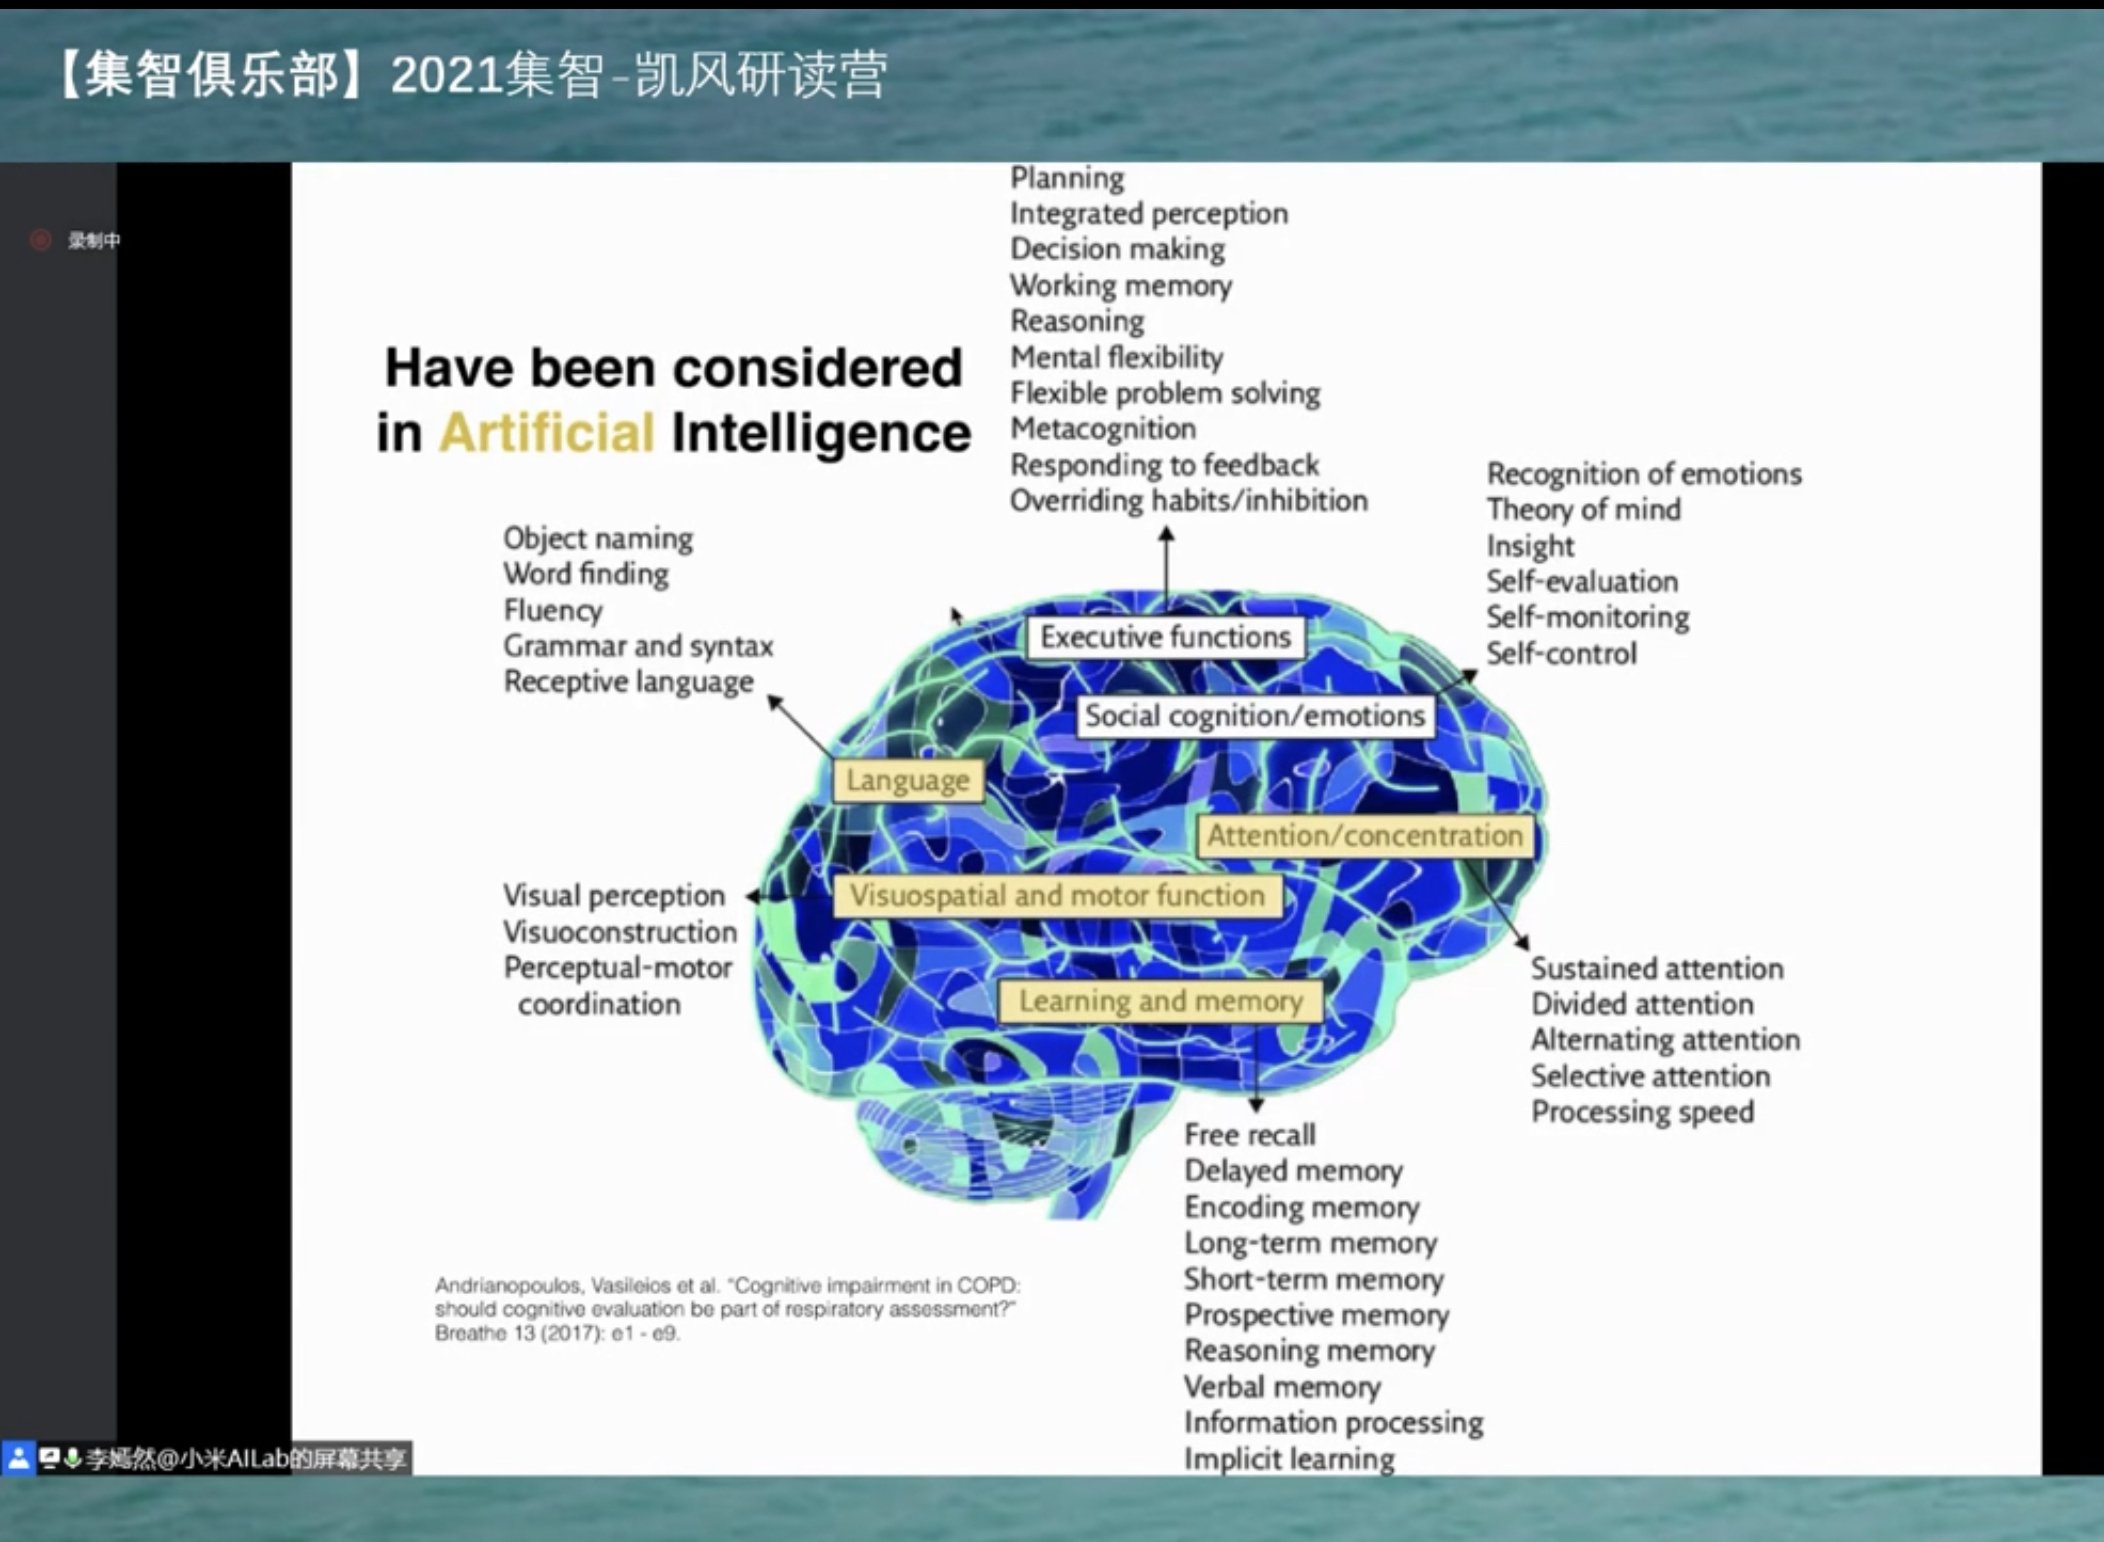 【集智俱乐部】2021集智-凯风研读营
录制中
Have been considered
in Artificial Intelligence
Planning
Integrated perception
Decision making
Working memory
Reasoning
Mental flexibility
Flexible problem solving
Metacognition
Responding to feedback
Overriding habits/inhibition
Recognition of emotions
Theory of mind
Insight
Self-evaluation
Self-monitoring
Self-control
Object naming
Word finding
Fluency
Grammar and syntax
Receptive language
Executive functions
Social cognition/emotions
Language
Attention/concentration
Visuospatial and motor function
Learning and memory
Visual perception
Visuoconstruction
Perceptual-motor
coordination
Sustained attention
Divided attention
Alternating attention
Selective attention
Processing speed
Free recall
Delayed memory
Encoding memory
Long-term memory
Short-term memory
Prospective memory
Reasoning memory
Verbal memory
Information processing
Implicit learning
Andrianopoulos, Vasileios et al. “Cognitive impairment in COPD:
should cognitive evaluation be part of respiratory assessment?”
Breathe 13 (2017): e1 - e9.
李嫣然@小米AILab的屏幕共享